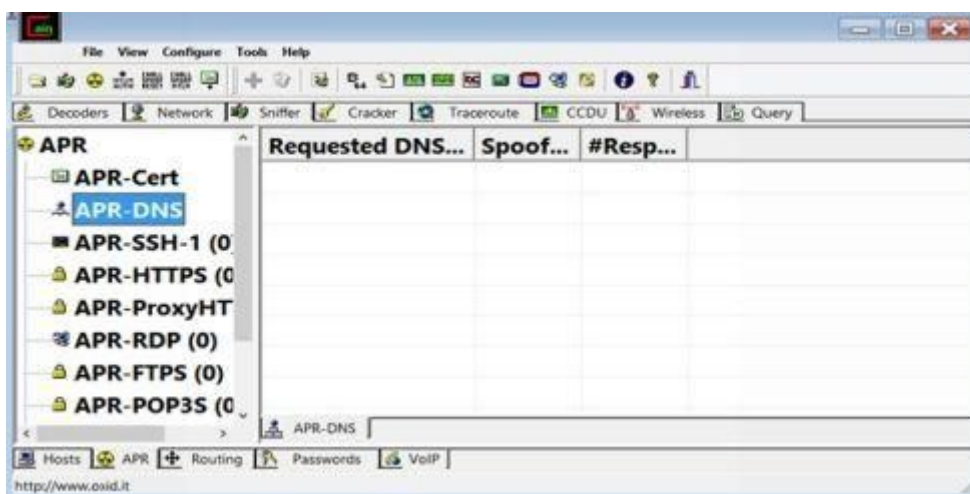 ain
File View Configure Tools Help
Decoders Network Sniffer Cracker Traceroute CCDU Wireless Query
APR
APR-Cert
APR-DNS
APR-SSH-1 (0
APR-HTTPS (0
APR-ProxyHT
APR-RDP (0)
APR-FTPS (0)
APR-POP3S (0
Requested DNS... Spoof... #Resp...
APR-DNS
Hosts APR Routing Passwords VoIP
http://www.oxid.it